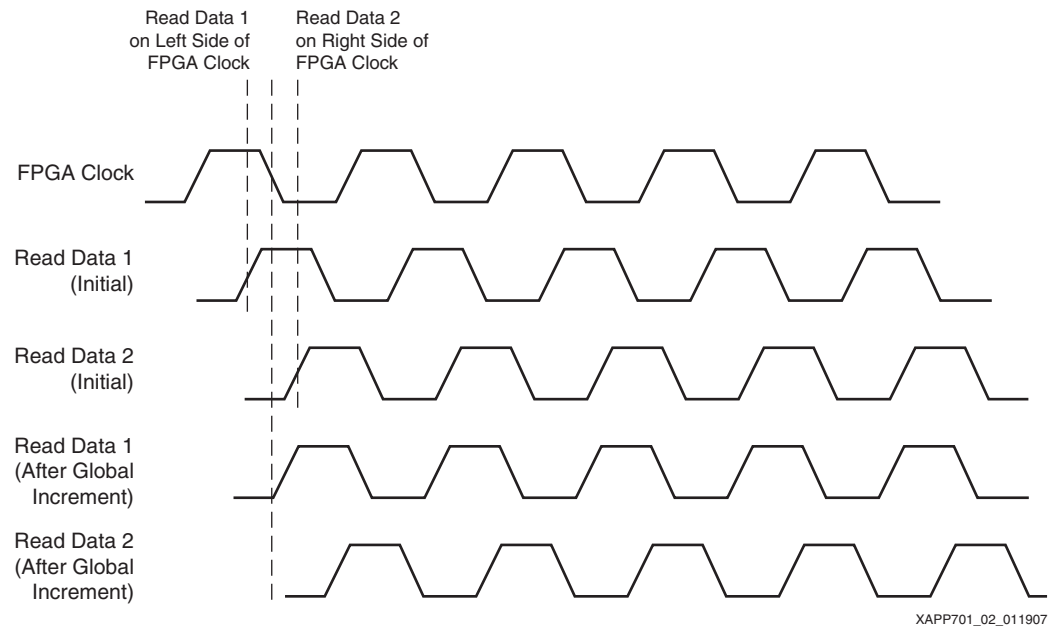 Read Data 1
on Left Side of
FPGA Clock
Read Data 2
on Right Side of
FPGA Clock
FPGA Clock
Read Data 1
(Initial)
Read Data 2
(Initial)
Read Data 1
(After Global
Increment)
Read Data 2
(After Global
Increment)
XAPP701_02_011907